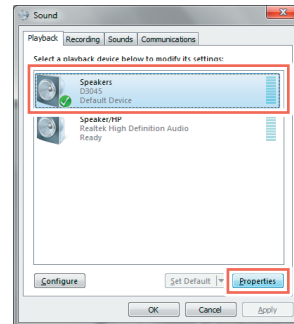 Sound
Playback Recording Sounds Communications
Select a playback device below to modify its settings:
Speakers
D3045
Default Device
Speaker/HP
Realtek High Definition Audio
Ready
Configure Set Default Properties
OK Cancel Apply